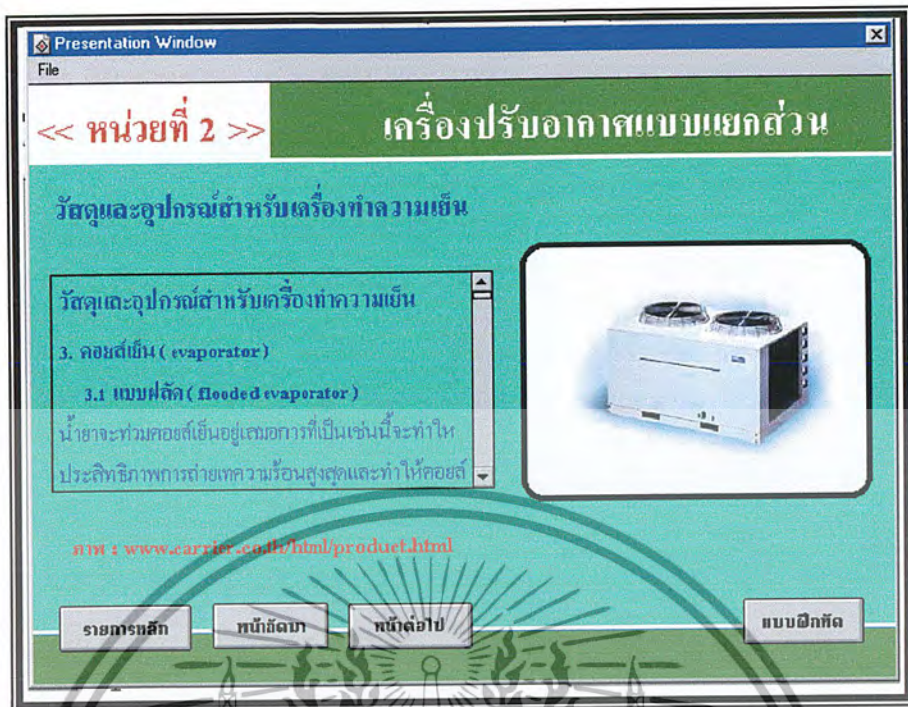 Presentation Window
File
<< หน่วยที่ 2 >>
เครื่องปรับอากาศแบบแยกส่วน
วัสดุและอุปกรณ์สำหรับเครื่องทำความเย็น
วัสดุและอุปกรณ์สำหรับเครื่องทำความเย็น
3. คอยล์เย็น ( evaporator )
3.1 แบบฝลัด ( flooded evaporator )
น้ำยาจะท่วมคอยล์เย็นอยู่เสมอการที่เป็นเช่นนี้จะทำให
ประสิทธิภาพการถ่ายเทความร้อนสูงสุดและทำให้คอยล์
ภาพ : www.carrier.co.th/html/product.html
รายการหลัก
หน้าถัดมา
หน้าต่อไป
แบบฝึกหัด